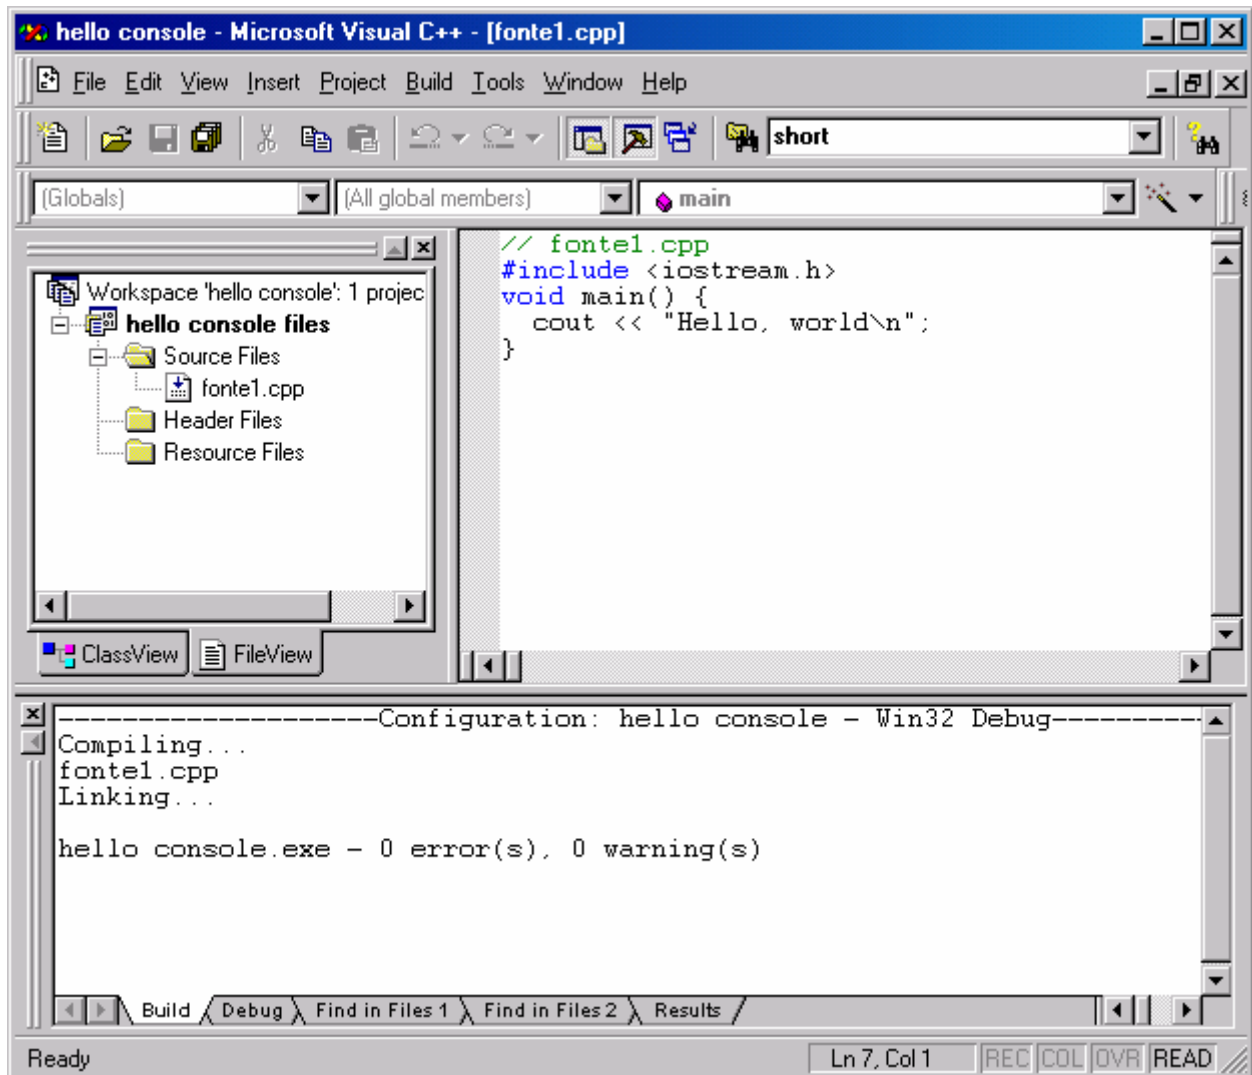 hello console - Microsoft Visual C++ - [fonte1.cpp]
File Edit View Insert Project Build Tools Window Help
short
(Globals) (All global members) main
Workspace 'hello console': 1 projec
hello console files
Source Files
fonte1.cpp
Header Files
Resource Files
ClassView FileView
// fonte1.cpp
#include <iostream.h>
void main() {
  cout << "Hello, world\n";
}
--------------------Configuration: hello console - Win32 Debug----------
Compiling...
fonte1.cpp
Linking...
hello console.exe - 0 error(s), 0 warning(s)
Build Debug Find in Files 1 Find in Files 2 Results
Ready Ln 7, Col 1 REC COL OVR READ